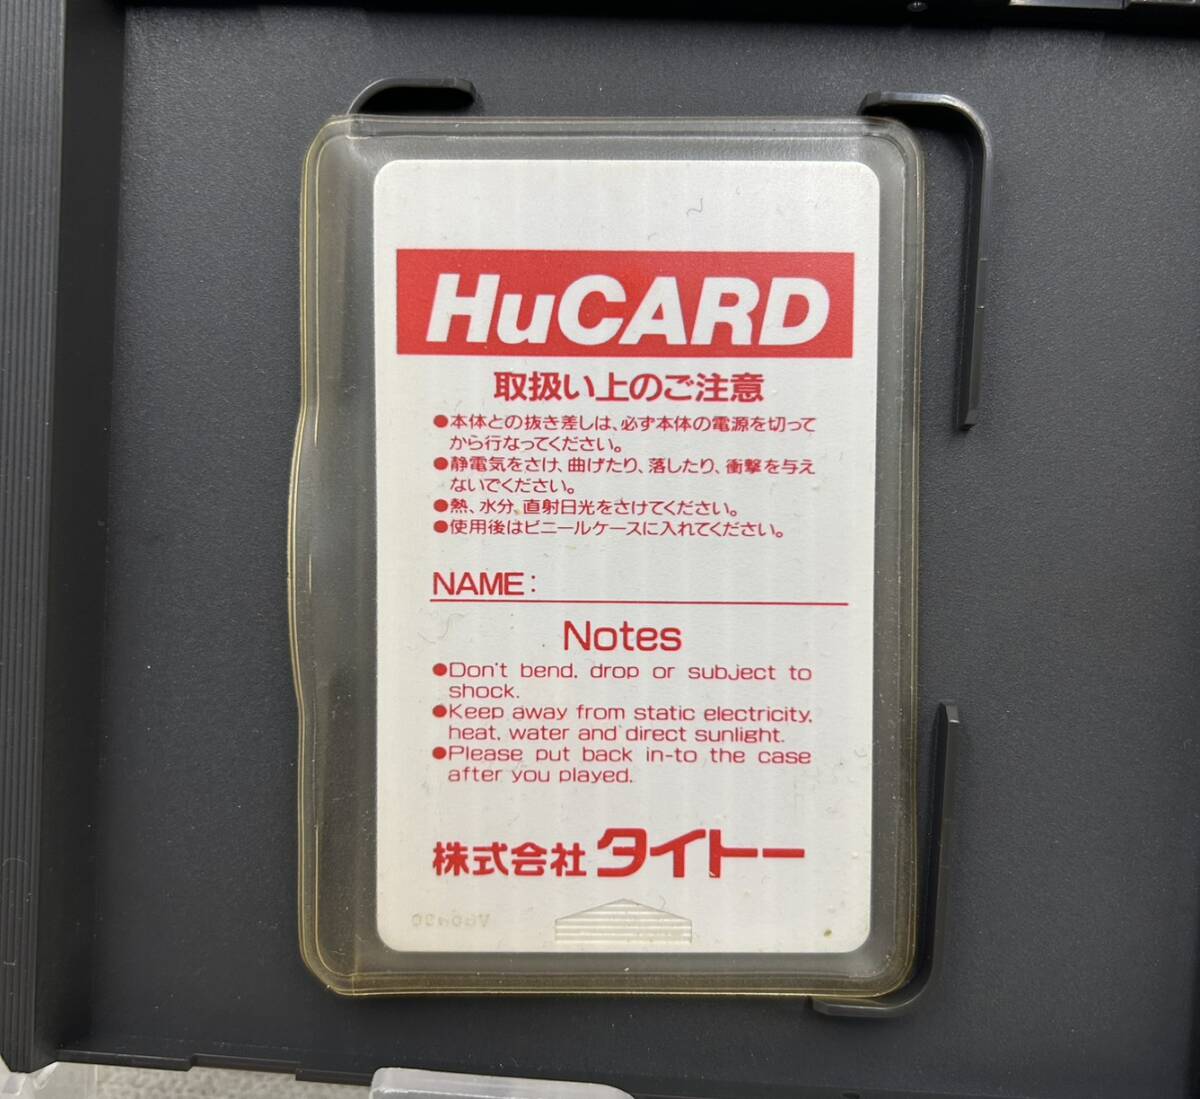 HuCARD
取扱い上のご注意
●本体との抜き差しは、必ず本体の電源を切って
から行なってください。
●静電気をさけ、曲げたり、落したり、衝撃を与え
ないでください。
●熱、水分、直射日光をさけてください。
●使用後はビニールケースに入れてください。
NAME:
Notes
●Don't bend, drop or subject to
shock.
●Keep away from static electricity,
heat, water and direct sunlight.
●Please put back in-to the case
after you played.
株式会社 タイトー